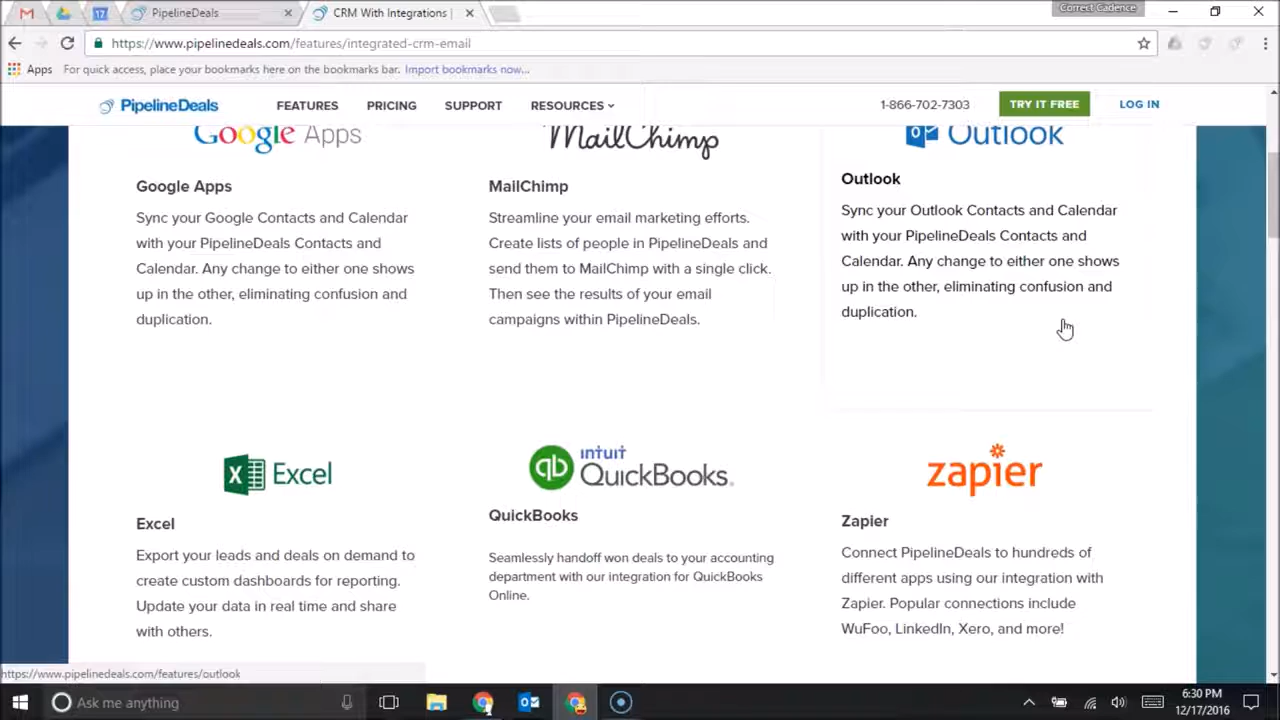 Correct Cadence
17
PipelineDeals
CRM With Integrations |
https://www.pipelinedeals.com/features/integrated-crm-email
Apps
For quick access, place your bookmarks here on the bookmarks bar. Import bookmarks now...
PipelineDeals
FEATURES
PRICING
SUPPORT
RESOURCES
1-866-702-7303
TRY IT FREE
LOG IN
Google Apps
MailChimp
Outlook
Google Apps
Sync your Google Contacts and Calendar
with your PipelineDeals Contacts and
Calendar. Any change to either one shows
up in the other, eliminating confusion and
duplication.
MailChimp
Streamline your email marketing efforts.
Create lists of people in PipelineDeals and
send them to MailChimp with a single click.
Then see the results of your email
campaigns within PipelineDeals.
Outlook
Sync your Outlook Contacts and Calendar
with your PipelineDeals Contacts and
Calendar. Any change to either one shows
up in the other, eliminating confusion and
duplication.
Excel
Excel
Export your leads and deals on demand to
create custom dashboards for reporting.
Update your data in real time and share
with others.
qb
intuit
QuickBooks.
QuickBooks
Seamlessly handoff won deals to your accounting
department with our integration for QuickBooks
Online.
zapier
Zapier
Connect PipelineDeals to hundreds of
different apps using our integration with
Zapier. Popular connections include
WuFoo, LinkedIn, Xero, and more!
https://www.pipelinedeals.com/features/outlook
Ask me anything
6:30 PM
12/17/2016